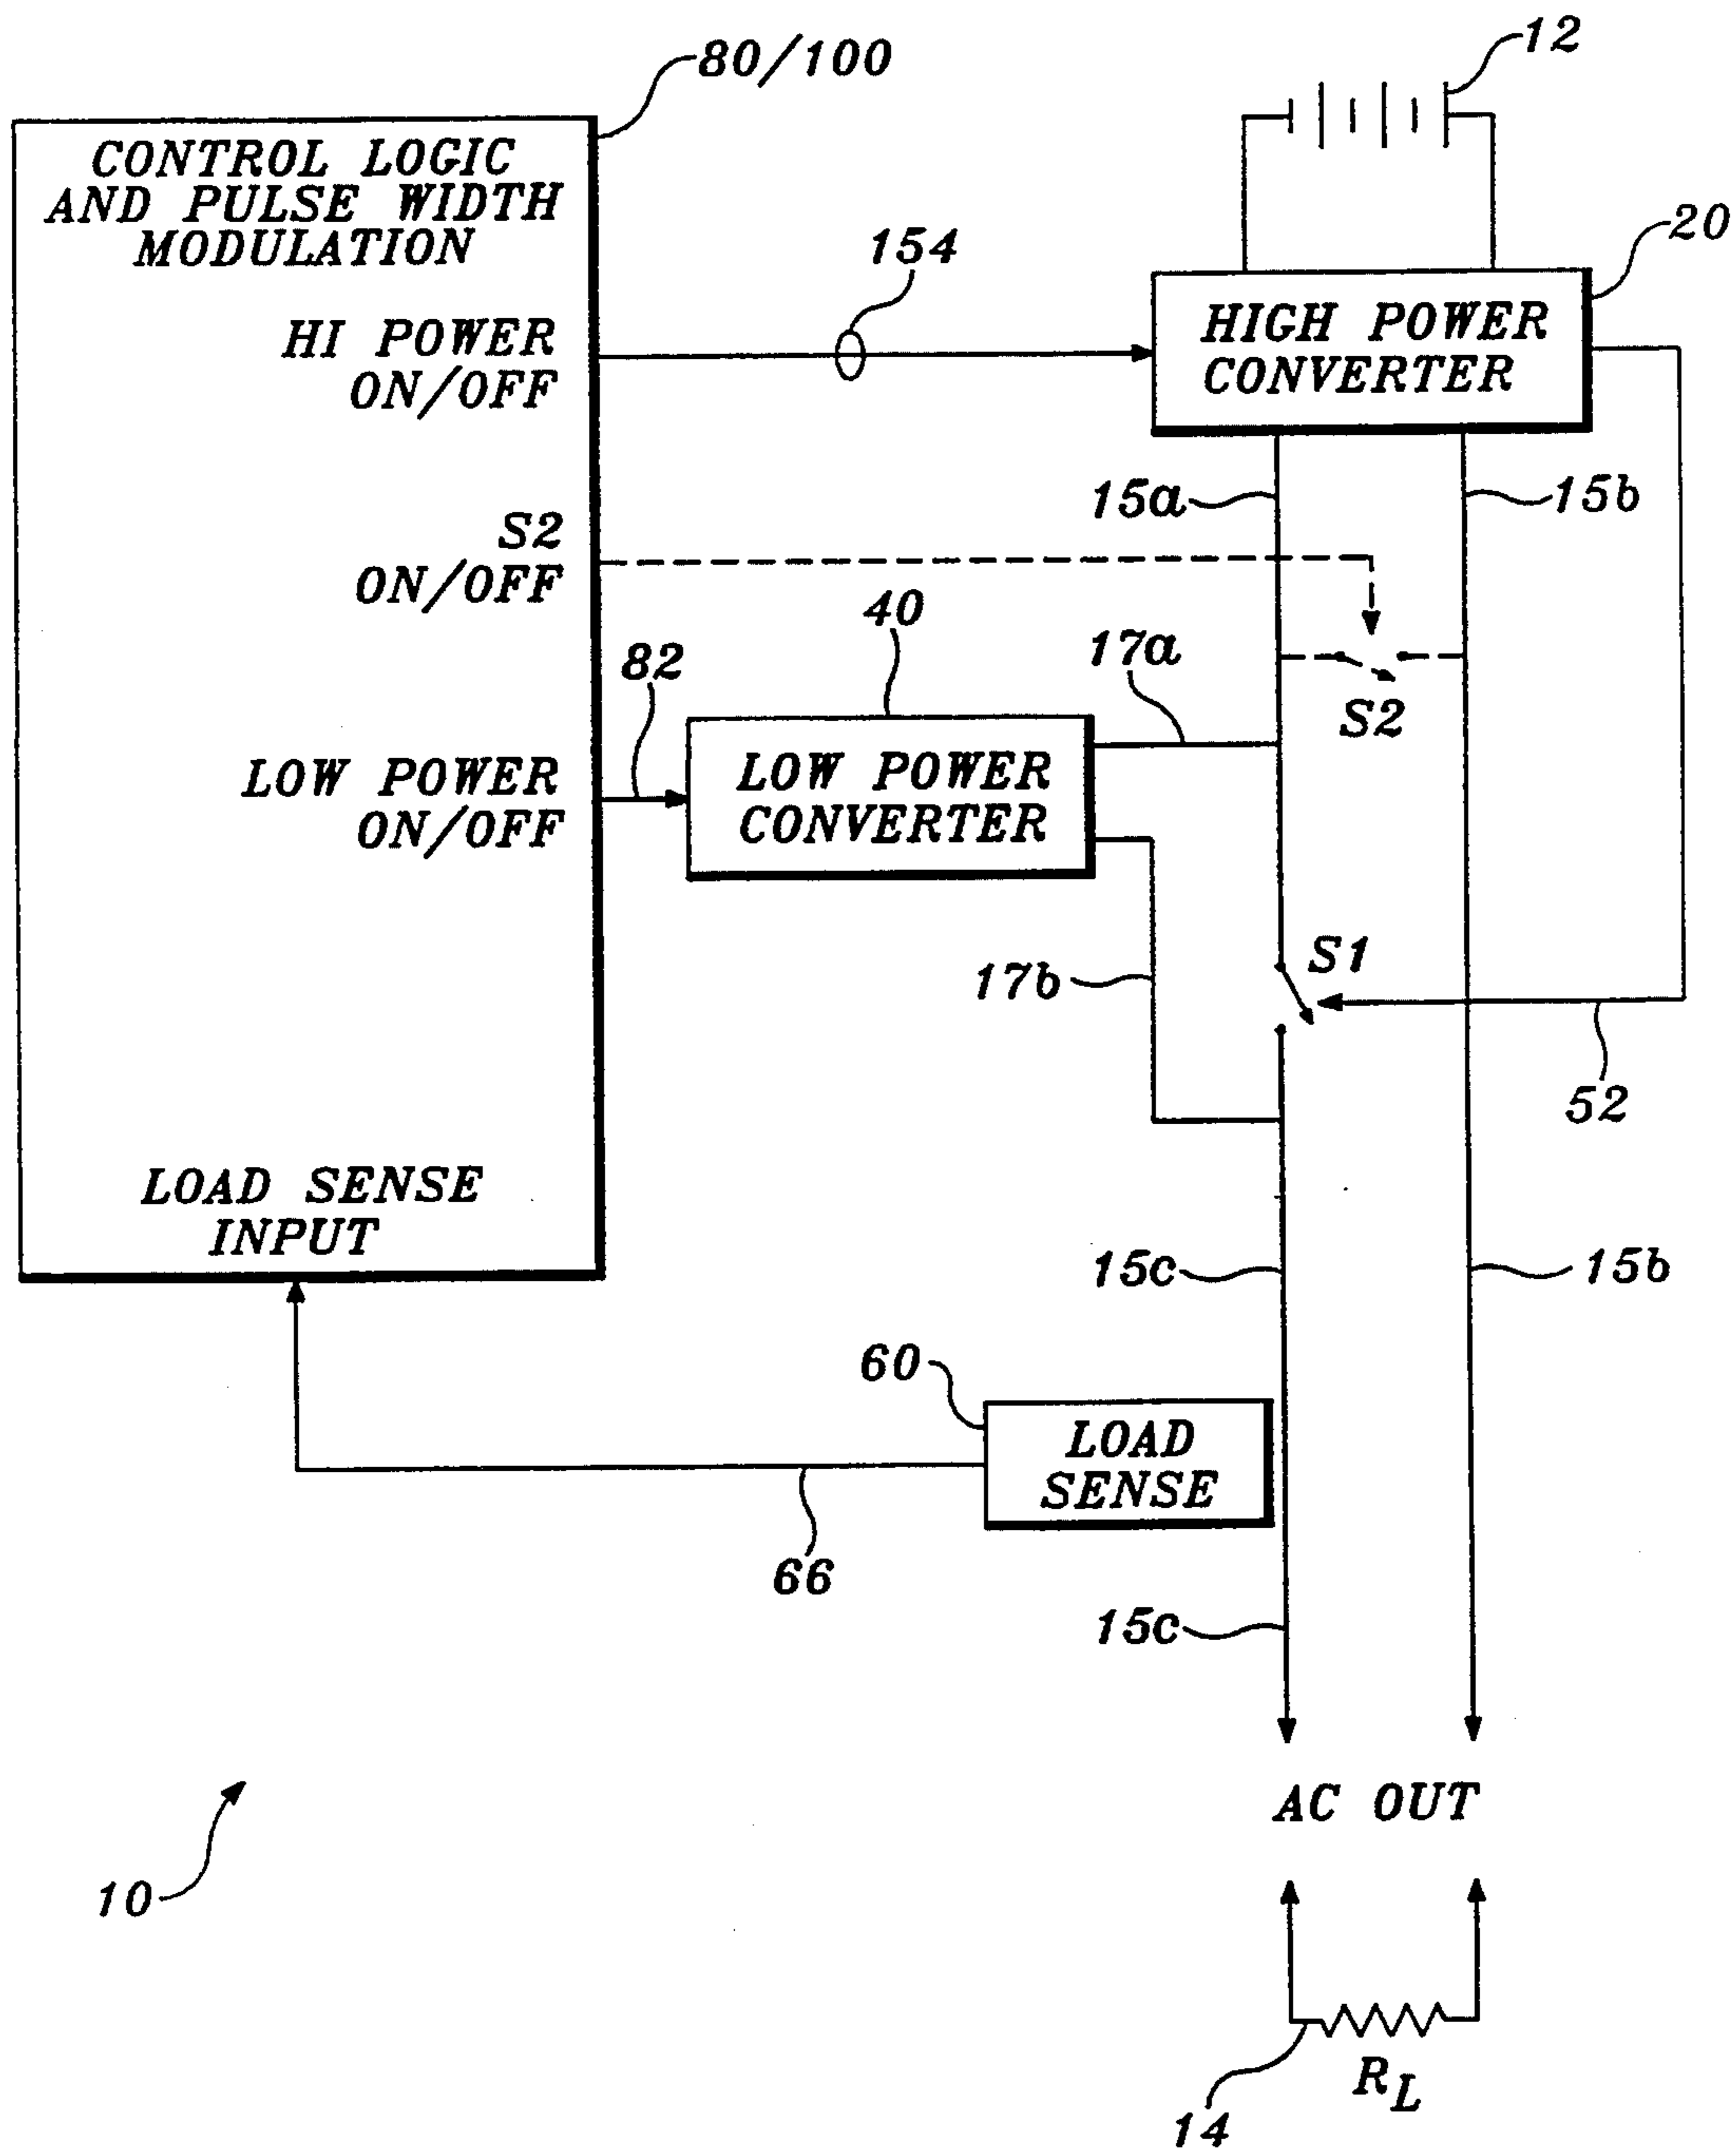 80/100
12
CONTROL LOGIC
AND PULSE WIDTH
MODULATION
20
154
HI POWER
ON/OFF
HIGH POWER
CONVERTER
15a
15b
S2
ON/OFF
40
17a
82
S2
LOW POWER
ON/OFF
LOW POWER
CONVERTER
S1
17b
52
LOAD SENSE
INPUT
15c
15b
60
LOAD
SENSE
66
15c
AC OUT
10
RL
14